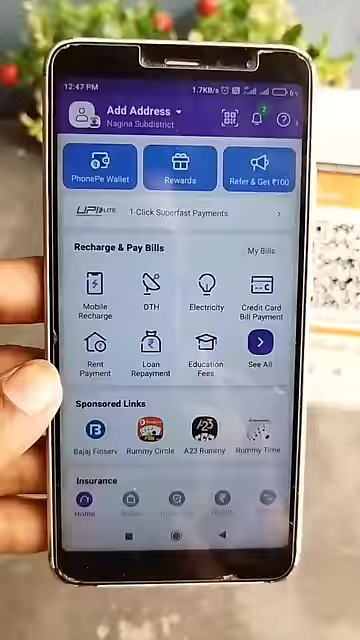 12:47 PM 1.7KB/s
Add Address
Nagina Subdistrict
2
PhonePe Wallet Rewards Refer & Get ₹100
UPI LITE 1-Click Superfast Payments
Recharge & Pay Bills My Bills
Mobile Recharge DTH Electricity Credit Card Bill Payment
Rent Payment Loan Repayment Education Fees See All
Sponsored Links
Bajaj Finserv Rummy Circle A23 Rummy Rummy Time
Insurance
Home